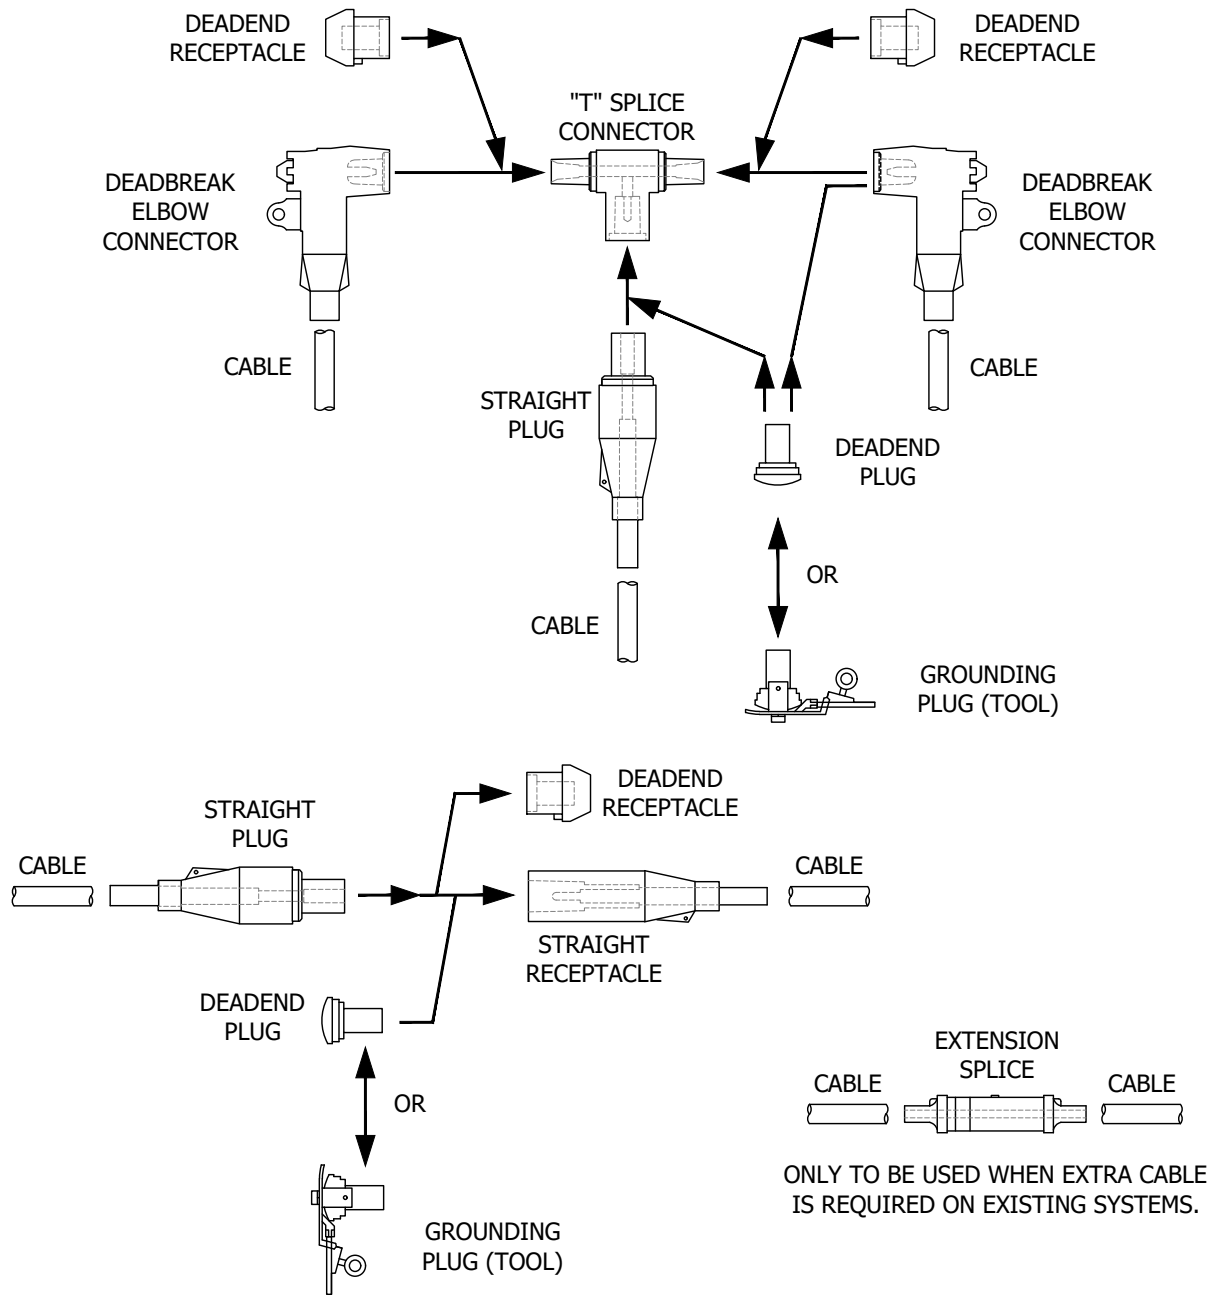 DEADEND
RECEPTACLE
DEADEND
RECEPTACLE
"T" SPLICE
CONNECTOR
DEADBREAK
ELBOW
CONNECTOR
DEADBREAK
ELBOW
CONNECTOR
CABLE
CABLE
STRAIGHT
PLUG
DEADEND
PLUG
OR
CABLE
GROUNDING
PLUG (TOOL)
DEADEND
RECEPTACLE
STRAIGHT
PLUG
CABLE
CABLE
STRAIGHT
RECEPTACLE
DEADEND
PLUG
OR
EXTENSION
SPLICE
CABLE
CABLE
ONLY TO BE USED WHEN EXTRA CABLE
IS REQUIRED ON EXISTING SYSTEMS.
GROUNDING
PLUG (TOOL)